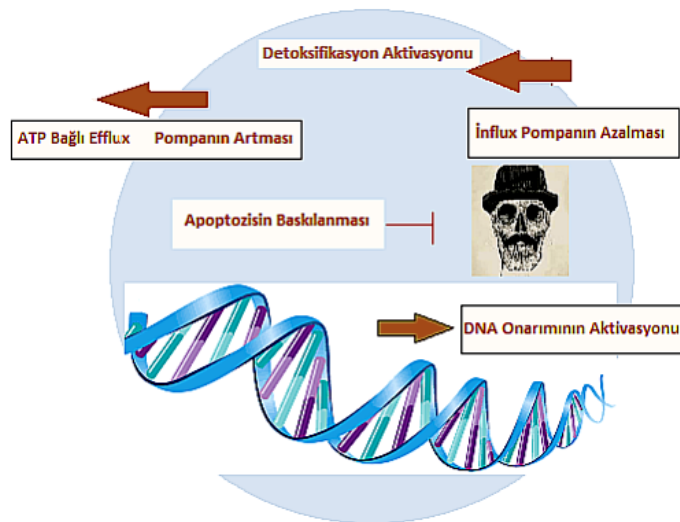 Detoksifikasyon Aktivasyonu
ATP Bağlı Efflux Pompanın Artması
İnflux Pompanın Azalması
Apoptozisin Baskılanması
DNA Onarımının Aktivasyonu